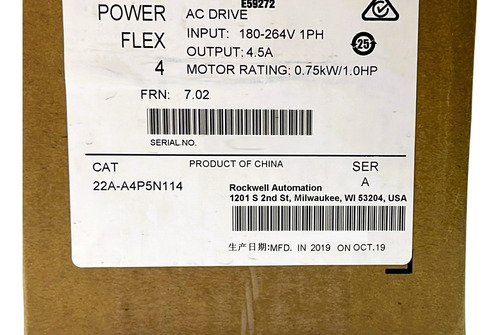 E59272
POWER FLEX 4
AC DRIVE
INPUT: 180-264V 1PH
OUTPUT: 4.5A
MOTOR RATING: 0.75kW/1.0HP
25
FRN: 7.02
SERIAL.NO.
PRODUCT OF CHINA
CAT
22A-A4P5N114
SER
A
Rockwell Automation
1201 S 2nd St, Milwaukee, WI 53204, USA
生产日期:MFD. IN 2019 ON OCT.19